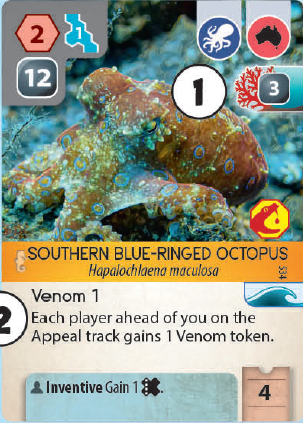 2
1
12
1
3
SOUTHERN BLUE-RINGED OCTOPUS
Hapalochlaena maculosa
534
Venom 1
2
Each player ahead of you on the
Appeal track gains 1 Venom token.
Inventive Gain 1 .
4